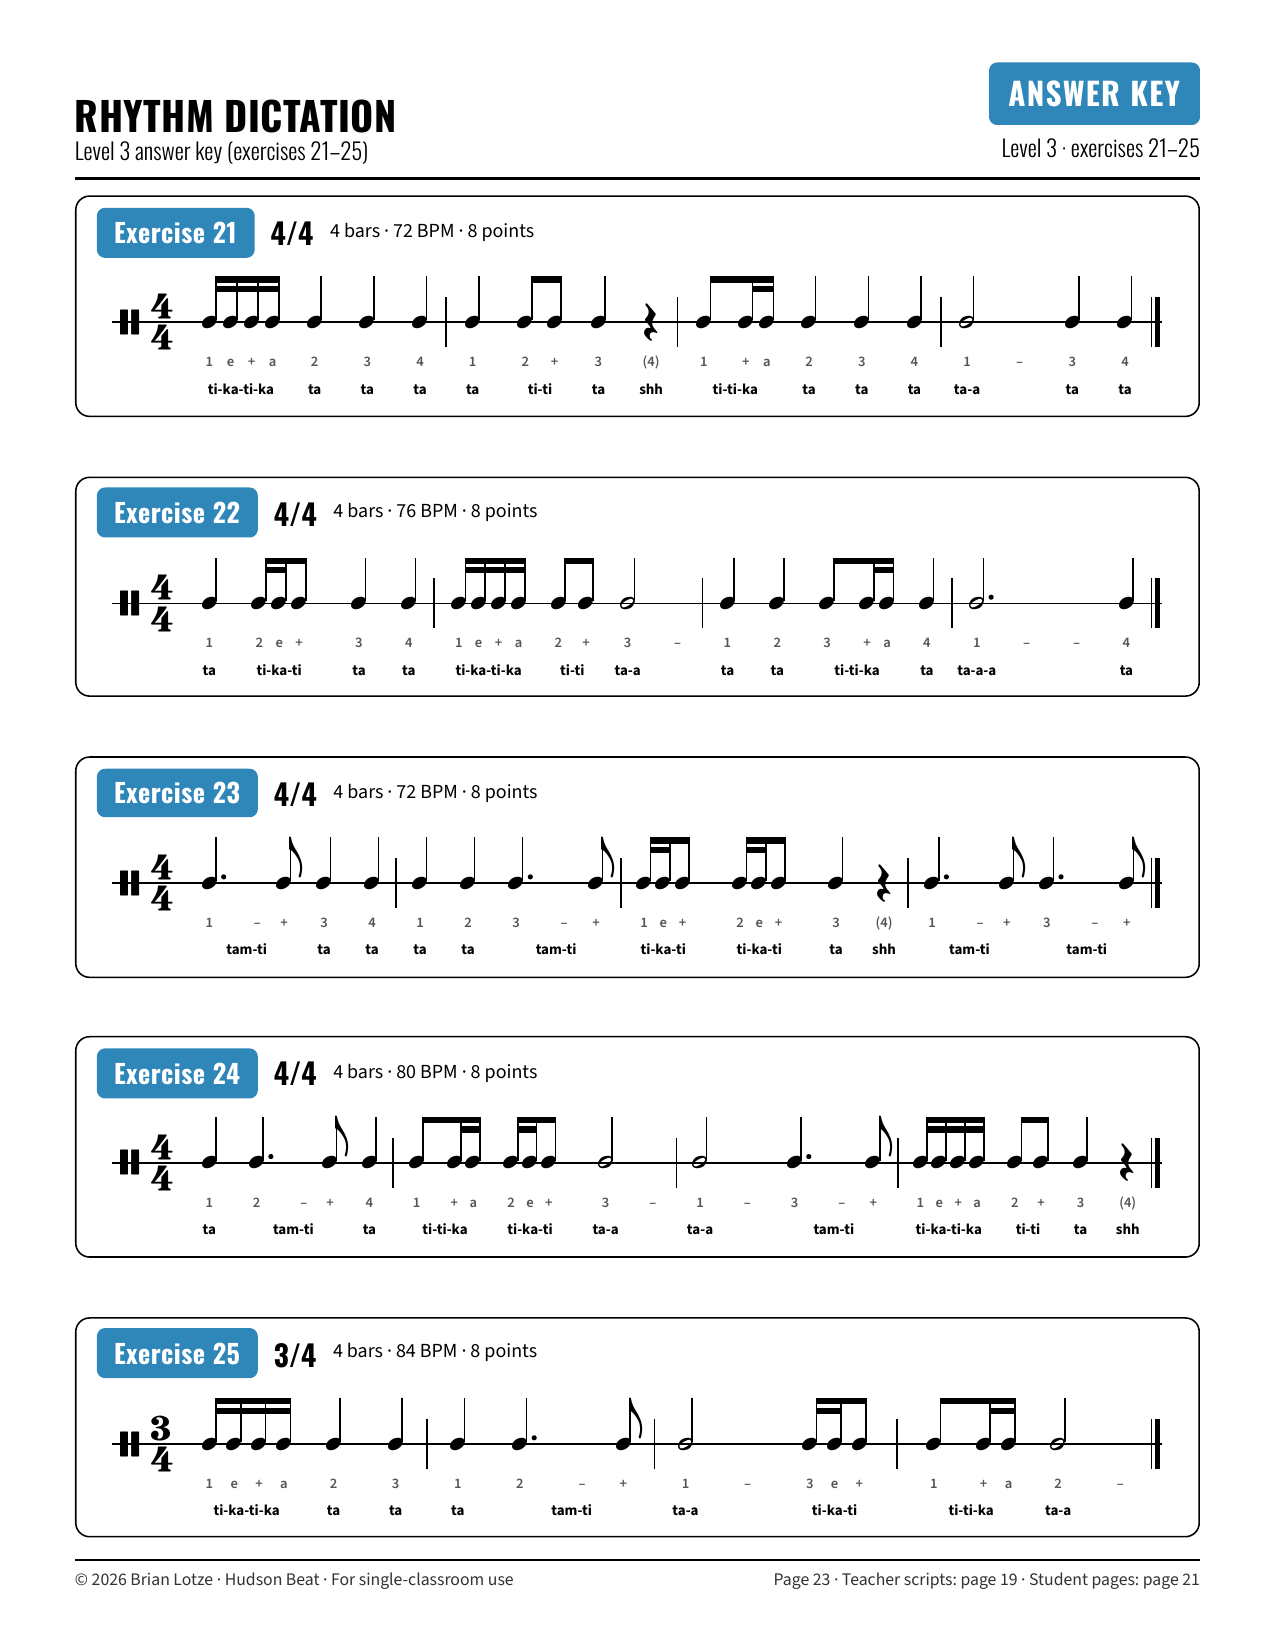 ANSWER KEY
RHYTHM DICTATION
Level 3 answer key (exercises 21–25)
Level 3 · exercises 21–25
Exercise 21 4/4 4 bars · 72 BPM · 8 points
4
4
1 e + a 2 3 4 1 2 + 3 (4) 1 + a 2 3 4 1 – 3 4
ti-ka-ti-ka ta ta ta ta ti-ti ta shh ti-ti-ka ta ta ta ta-a ta ta
Exercise 22 4/4 4 bars · 76 BPM · 8 points
4
4
1 2 e + 3 4 1 e + a 2 + 3 – 1 2 3 + a 4 1 – – 4
ta ti-ka-ti ta ta ti-ka-ti-ka ti-ti ta-a ta ta ti-ti-ka ta ta-a-a ta
Exercise 23 4/4 4 bars · 72 BPM · 8 points
4
4
1 – + 3 4 1 2 3 – + 1 e + 2 e + 3 (4) 1 – + 3 – +
tam-ti ta ta ta ta tam-ti ti-ka-ti ti-ka-ti ta shh tam-ti tam-ti
Exercise 24 4/4 4 bars · 80 BPM · 8 points
4
4
1 2 – + 4 1 + a 2 e + 3 – 1 – 3 – + 1 e + a 2 + 3 (4)
ta tam-ti ta ti-ti-ka ti-ka-ti ta-a ta-a tam-ti ti-ka-ti-ka ti-ti ta shh
Exercise 25 3/4 4 bars · 84 BPM · 8 points
3
4
1 e + a 2 3 1 2 – + 1 – 3 e + 1 + a 2 –
ti-ka-ti-ka ta ta ta tam-ti ta-a ti-ka-ti ti-ti-ka ta-a
© 2026 Brian Lotze · Hudson Beat · For single-classroom use
Page 23 · Teacher scripts: page 19 · Student pages: page 21